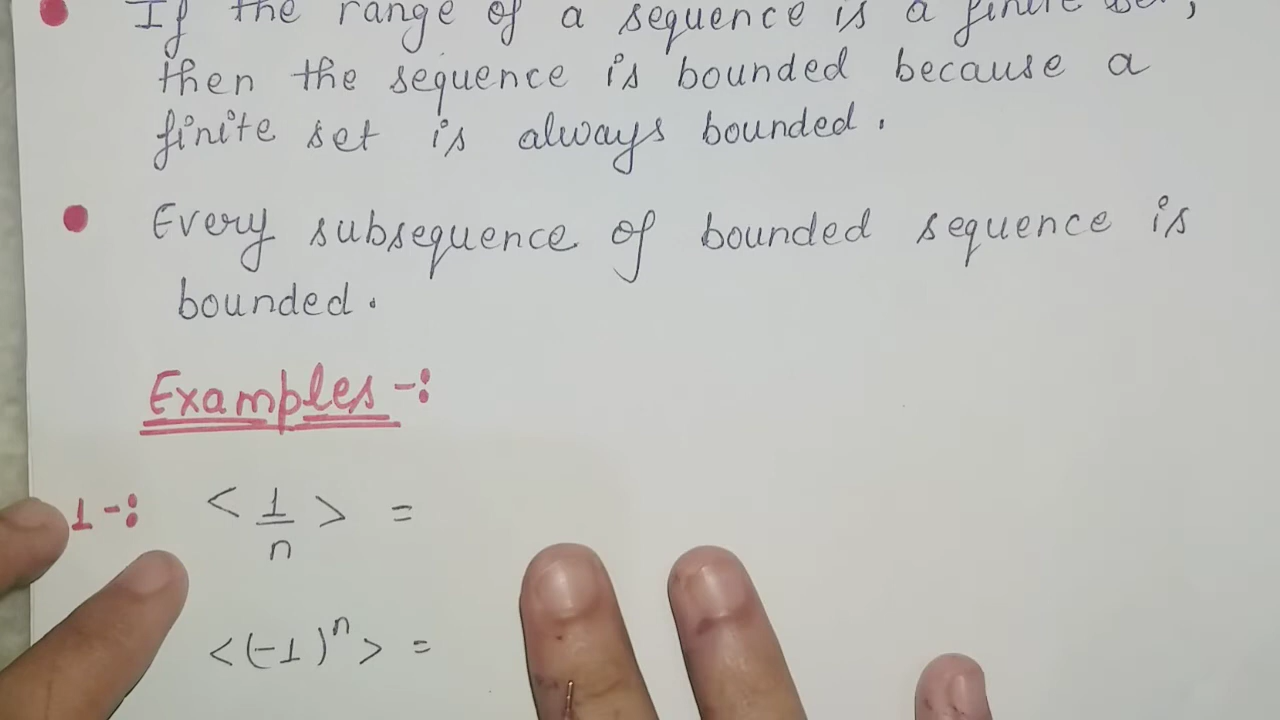 If the range of a sequence is a finite set,
then the sequence is bounded because a
finite set is always bounded.
Every subsequence of bounded sequence is
bounded.
Examples -:
1-: < 1/n > =
<(-1)^n> =